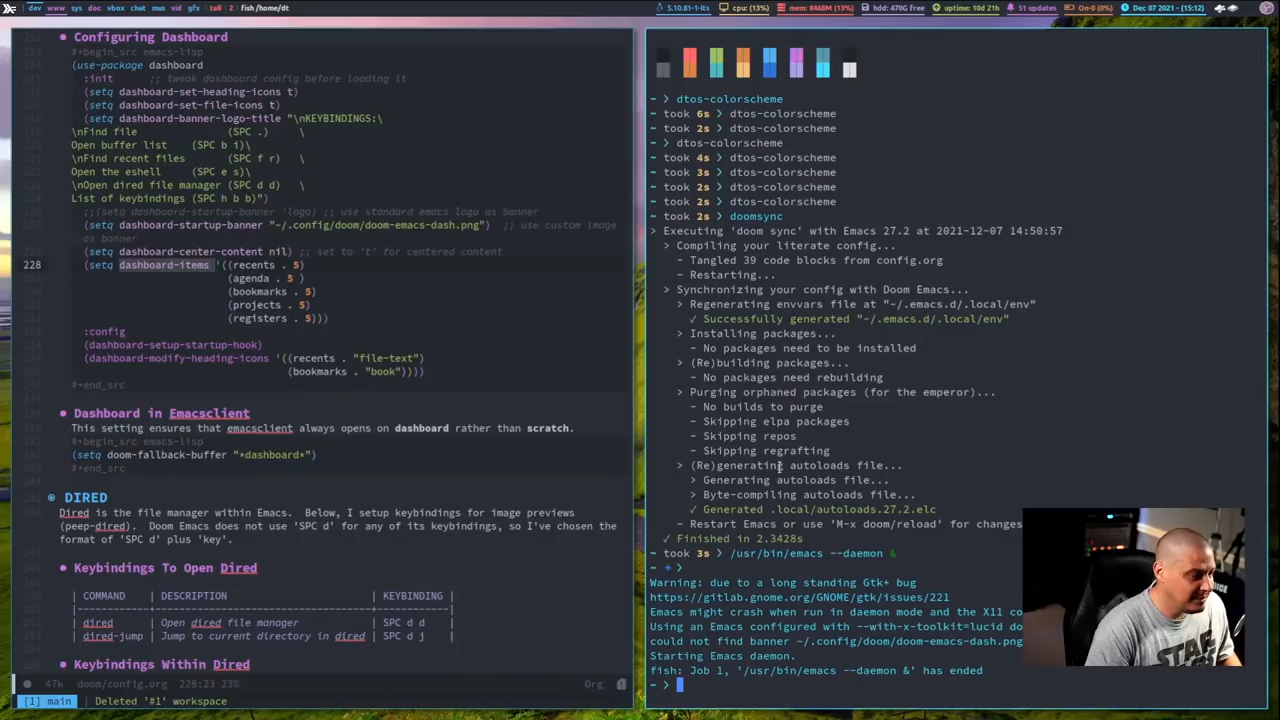 dev www sys doc vbox chat mus vid gfx | tall | 2 | fish /home/dt
5.10.81-1-lts
cpu: (13%)
mem: 8468M (13%)
hdd: 470G free
uptime: 10d 21h
51 updates
On-0 (0%)
Dec 07 2021 - (15:12)
Configuring Dashboard
#+begin_src emacs-lisp
(use-package dashboard
:init ;; tweak dashboard config before loading it
(setq dashboard-set-heading-icons t)
(setq dashboard-set-file-icons t)
(setq dashboard-banner-logo-title "\nKEYBINDINGS:\
\nFind file (SPC .) \
Open buffer list (SPC b i)\
\nFind recent files (SPC f r) \
Open the eshell (SPC e s)\
\nOpen dired file manager (SPC d d) \
List of keybindings (SPC h b b)")
;;(setq dashboard-startup-banner 'logo) ;; use standard emacs logo as banner
(setq dashboard-startup-banner "~/.config/doom/doom-emacs-dash.png") ;; use custom image
as banner
(setq dashboard-center-content nil) ;; set to 't' for centered content
228 (setq dashboard-items '((recents . 5)
(agenda . 5 )
(bookmarks . 5)
(projects . 5)
(registers . 5)))
:config
(dashboard-setup-startup-hook)
(dashboard-modify-heading-icons '((recents . "file-text")
(bookmarks . "book"))))
#+end_src
Dashboard in Emacsclient
This setting ensures that emacsclient always opens on dashboard rather than scratch.
#+begin_src emacs-lisp
(setq doom-fallback-buffer "*dashboard*")
#+end_src
DIRED
Dired is the file manager within Emacs. Below, I setup keybindings for image previews
(peep-dired). Doom Emacs does not use 'SPC d' for any of its keybindings, so I've chosen the
format of 'SPC d' plus 'key'.
Keybindings To Open Dired
| COMMAND | DESCRIPTION | KEYBINDING |
|------------+------------------------------------+------------|
| dired | Open dired file manager | SPC d d |
| dired-jump | Jump to current directory in dired | SPC d j |
Keybindings Within Dired
47k doom/config.org 228:23 23% Org
[1] main Deleted '#1' workspace
~ > dtos-colorscheme
~ took 6s > dtos-colorscheme
~ took 2s > dtos-colorscheme
~ > dtos-colorscheme
~ took 4s > dtos-colorscheme
~ took 3s > dtos-colorscheme
~ took 2s > dtos-colorscheme
~ took 2s > dtos-colorscheme
~ took 2s > doomsync
> Executing 'doom sync' with Emacs 27.2 at 2021-12-07 14:50:57
> Compiling your literate config...
- Tangled 39 code blocks from config.org
- Restarting...
> Synchronizing your config with Doom Emacs...
> Regenerating envvars file at "~/.emacs.d/.local/env"
✓ Successfully generated "~/.emacs.d/.local/env"
> Installing packages...
- No packages need to be installed
> (Re)building packages...
- No packages need rebuilding
> Purging orphaned packages (for the emperor)...
- No builds to purge
- Skipping elpa packages
- Skipping repos
- Skipping regrafting
> (Re)generating autoloads file...
> Generating autoloads file...
> Byte-compiling autoloads file...
✓ Generated .local/autoloads.27.2.elc
- Restart Emacs or use 'M-x doom/reload' for changes
✓ Finished in 2.3428s
~ took 3s > /usr/bin/emacs --daemon &
~ ✦ >
Warning: due to a long standing Gtk+ bug
https://gitlab.gnome.org/GNOME/gtk/issues/221
Emacs might crash when run in daemon mode and the X11 co
Using an Emacs configured with --with-x-toolkit=lucid do
could not find banner ~/.config/doom/doom-emacs-dash.png
Starting Emacs daemon.
fish: Job 1, '/usr/bin/emacs --daemon &' has ended
~ >